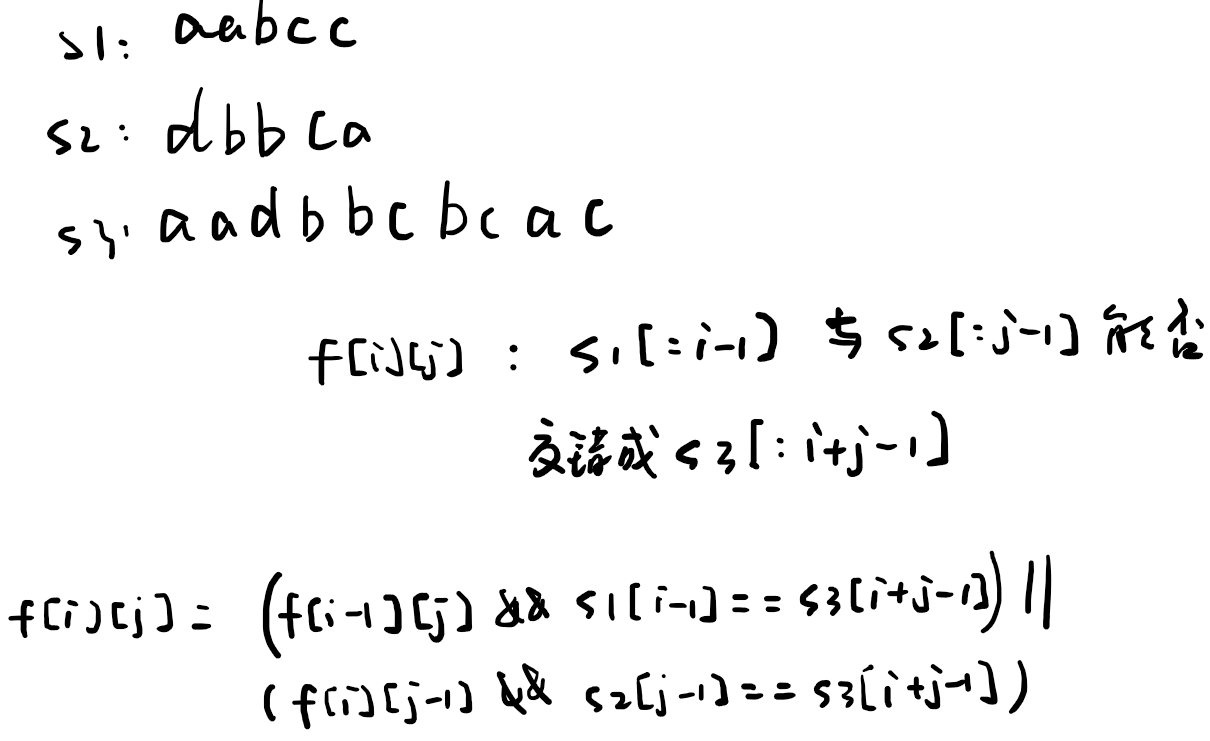 s1: aabcc
s2: dbbca
s3: aadbbcbcac
f[i][j] : s1[:i-1] 与 s2[:j-1] 能否
交错成 s3[:i+j-1]
f[i][j] = (f[i-1][j] && s1[i-1] == s3[i+j-1]) ||
(f[i][j-1] && s2[j-1] == s3[i+j-1])